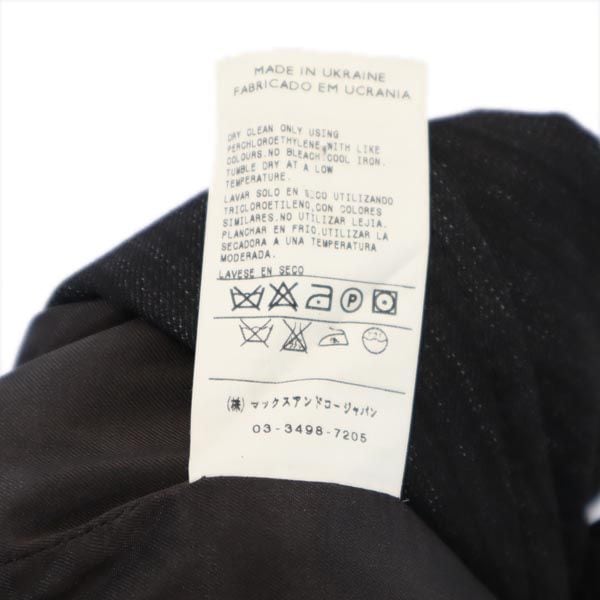 MADE IN UKRAINE
FABRICADO EM UCRANIA
DRY CLEAN ONLY USING
PERCHLOROETHYLENE,WITH LIKE
COLOURS.NO BLEACH.COOL IRON.
TUMBLE DRY AT A LOW
TEMPERATURE.
LAVAR SOLO EN SECO UTILIZANDO
TRICLOROETILENO,CON COLORES
SIMILARES.NO UTILIZAR LEJIA.
PLANCHAR EN FRIO,UTILIZAR LA
SECADORA A UNA TEMPERATURA
MODERADA.
LAVESE EN SECO
P
(株) マックスアンドコージャパン
03-3498-7205